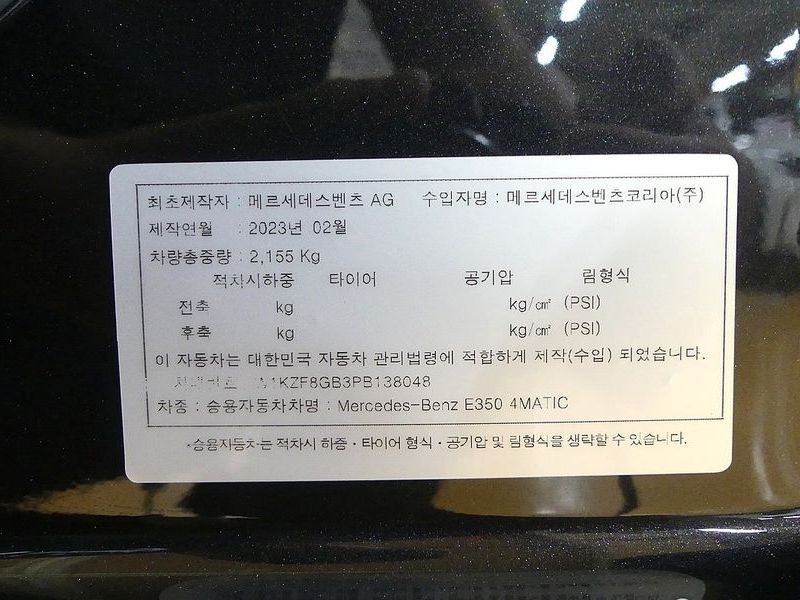 최초제작자 : 메르세데스벤츠 AG 수입자명 : 메르세데스벤츠코리아(주)
제작연월 : 2023년 02월
차량총중량 : 2,155 Kg
적차시하중 타이어 공기압 림형식
전축 kg kg/㎠ (PSI)
후축 kg kg/㎠ (PSI)
이 자동차는 대한민국 자동차 관리법령에 적합하게 제작(수입) 되었습니다.
차대번호 : W1KZF8GB3PB138048
차종 : 승용자동차차명 : Mercedes-Benz E350 4MATIC
*승용자동차는 적차시 하중·타이어 형식·공기압 및 림형식을 생략할 수 있습니다.